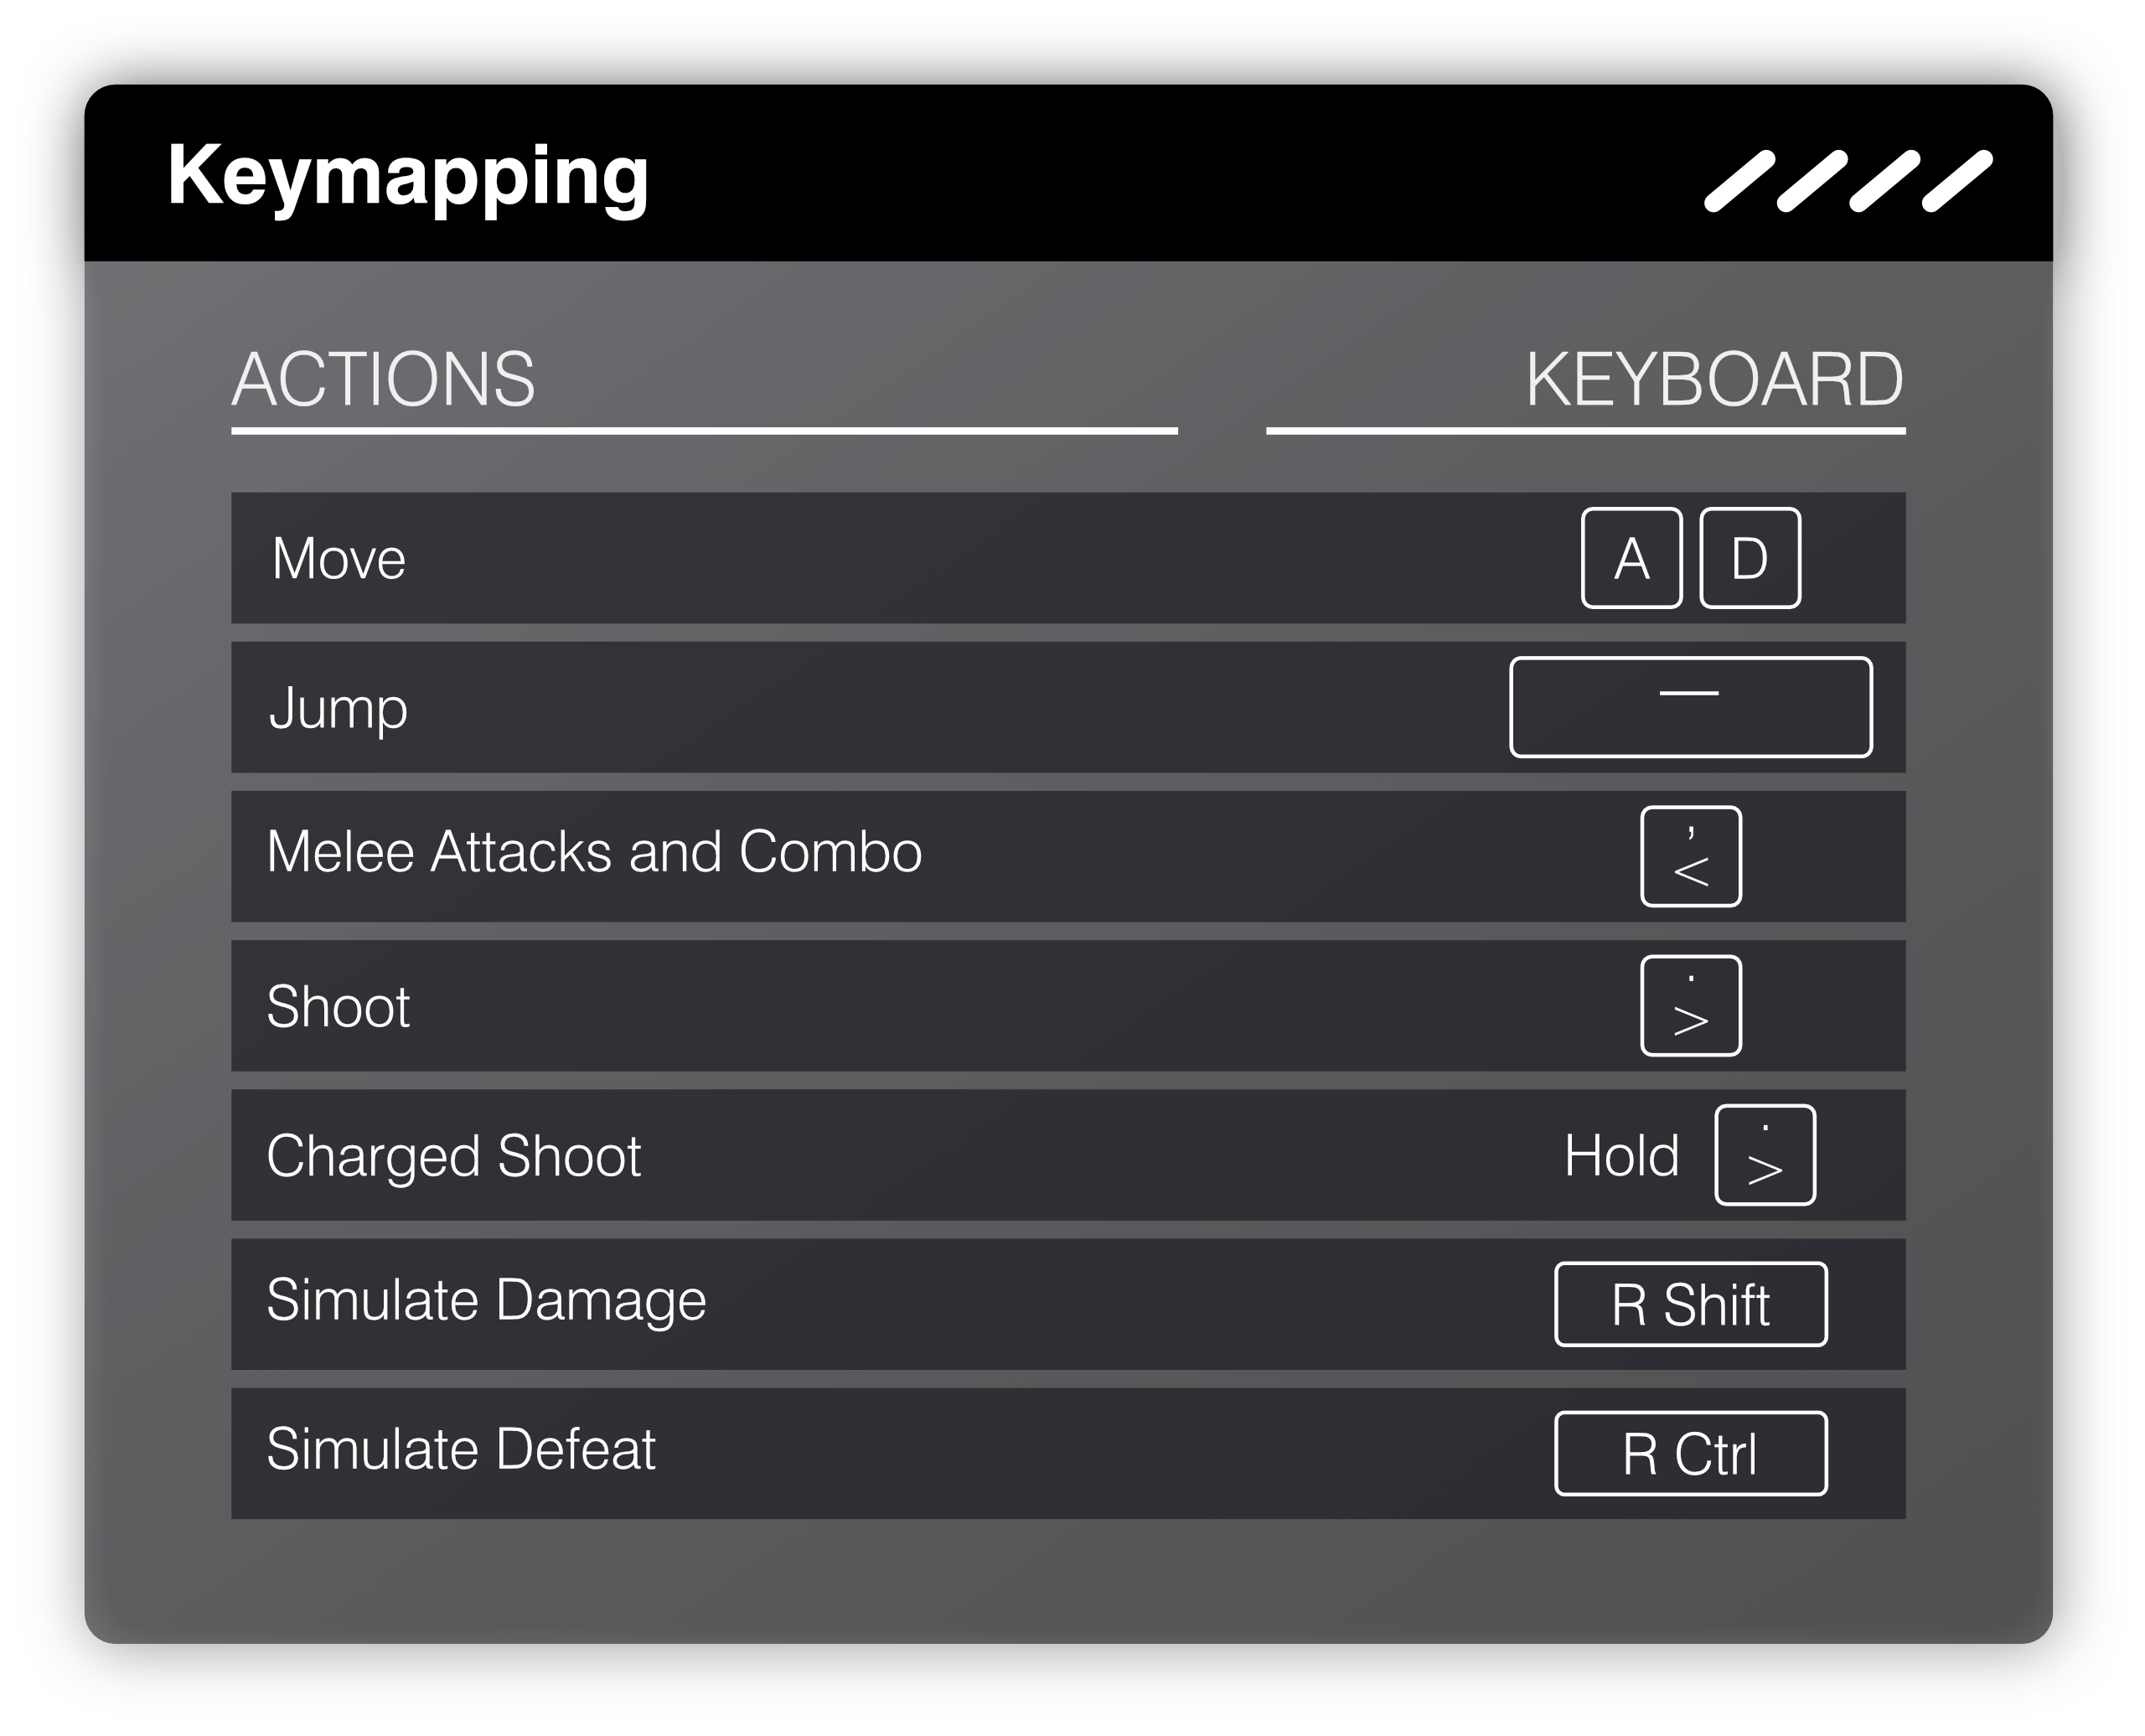 Keymapping
ACTIONS KEYBOARD
Move A D
Jump
Melee Attacks and Combo , <
Shoot . >
Charged Shoot Hold . >
Simulate Damage R Shift
Simulate Defeat R Ctrl